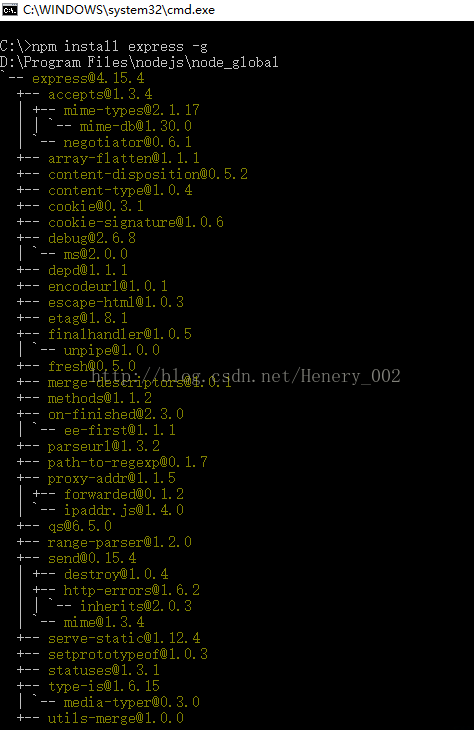 C:\WINDOWS\system32\cmd.exe
C:\>npm install express -g
D:\Program Files\nodejs\node_global
`-- express@4.15.4
  +-- accepts@1.3.4
  | +-- mime-types@2.1.17
  | | `-- mime-db@1.30.0
  | `-- negotiator@0.6.1
  +-- array-flatten@1.1.1
  +-- content-disposition@0.5.2
  +-- content-type@1.0.4
  +-- cookie@0.3.1
  +-- cookie-signature@1.0.6
  +-- debug@2.6.8
  | `-- ms@2.0.0
  +-- depd@1.1.1
  +-- encodeurl@1.0.1
  +-- escape-html@1.0.3
  +-- etag@1.8.1
  +-- finalhandler@1.0.5
  | `-- unpipe@1.0.0
  +-- fresh@0.5.0
http://blog.csdn.net/Henery_002
  +-- merge-descriptors@1.0.1
  +-- methods@1.1.2
  +-- on-finished@2.3.0
  | `-- ee-first@1.1.1
  +-- parseurl@1.3.2
  +-- path-to-regexp@0.1.7
  +-- proxy-addr@1.1.5
  | +-- forwarded@0.1.2
  | `-- ipaddr.js@1.4.0
  +-- qs@6.5.0
  +-- range-parser@1.2.0
  +-- send@0.15.4
  | +-- destroy@1.0.4
  | +-- http-errors@1.6.2
  | | `-- inherits@2.0.3
  | `-- mime@1.3.4
  +-- serve-static@1.12.4
  +-- setprototypeof@1.0.3
  +-- statuses@1.3.1
  +-- type-is@1.6.15
  | `-- media-typer@0.3.0
  +-- utils-merge@1.0.0